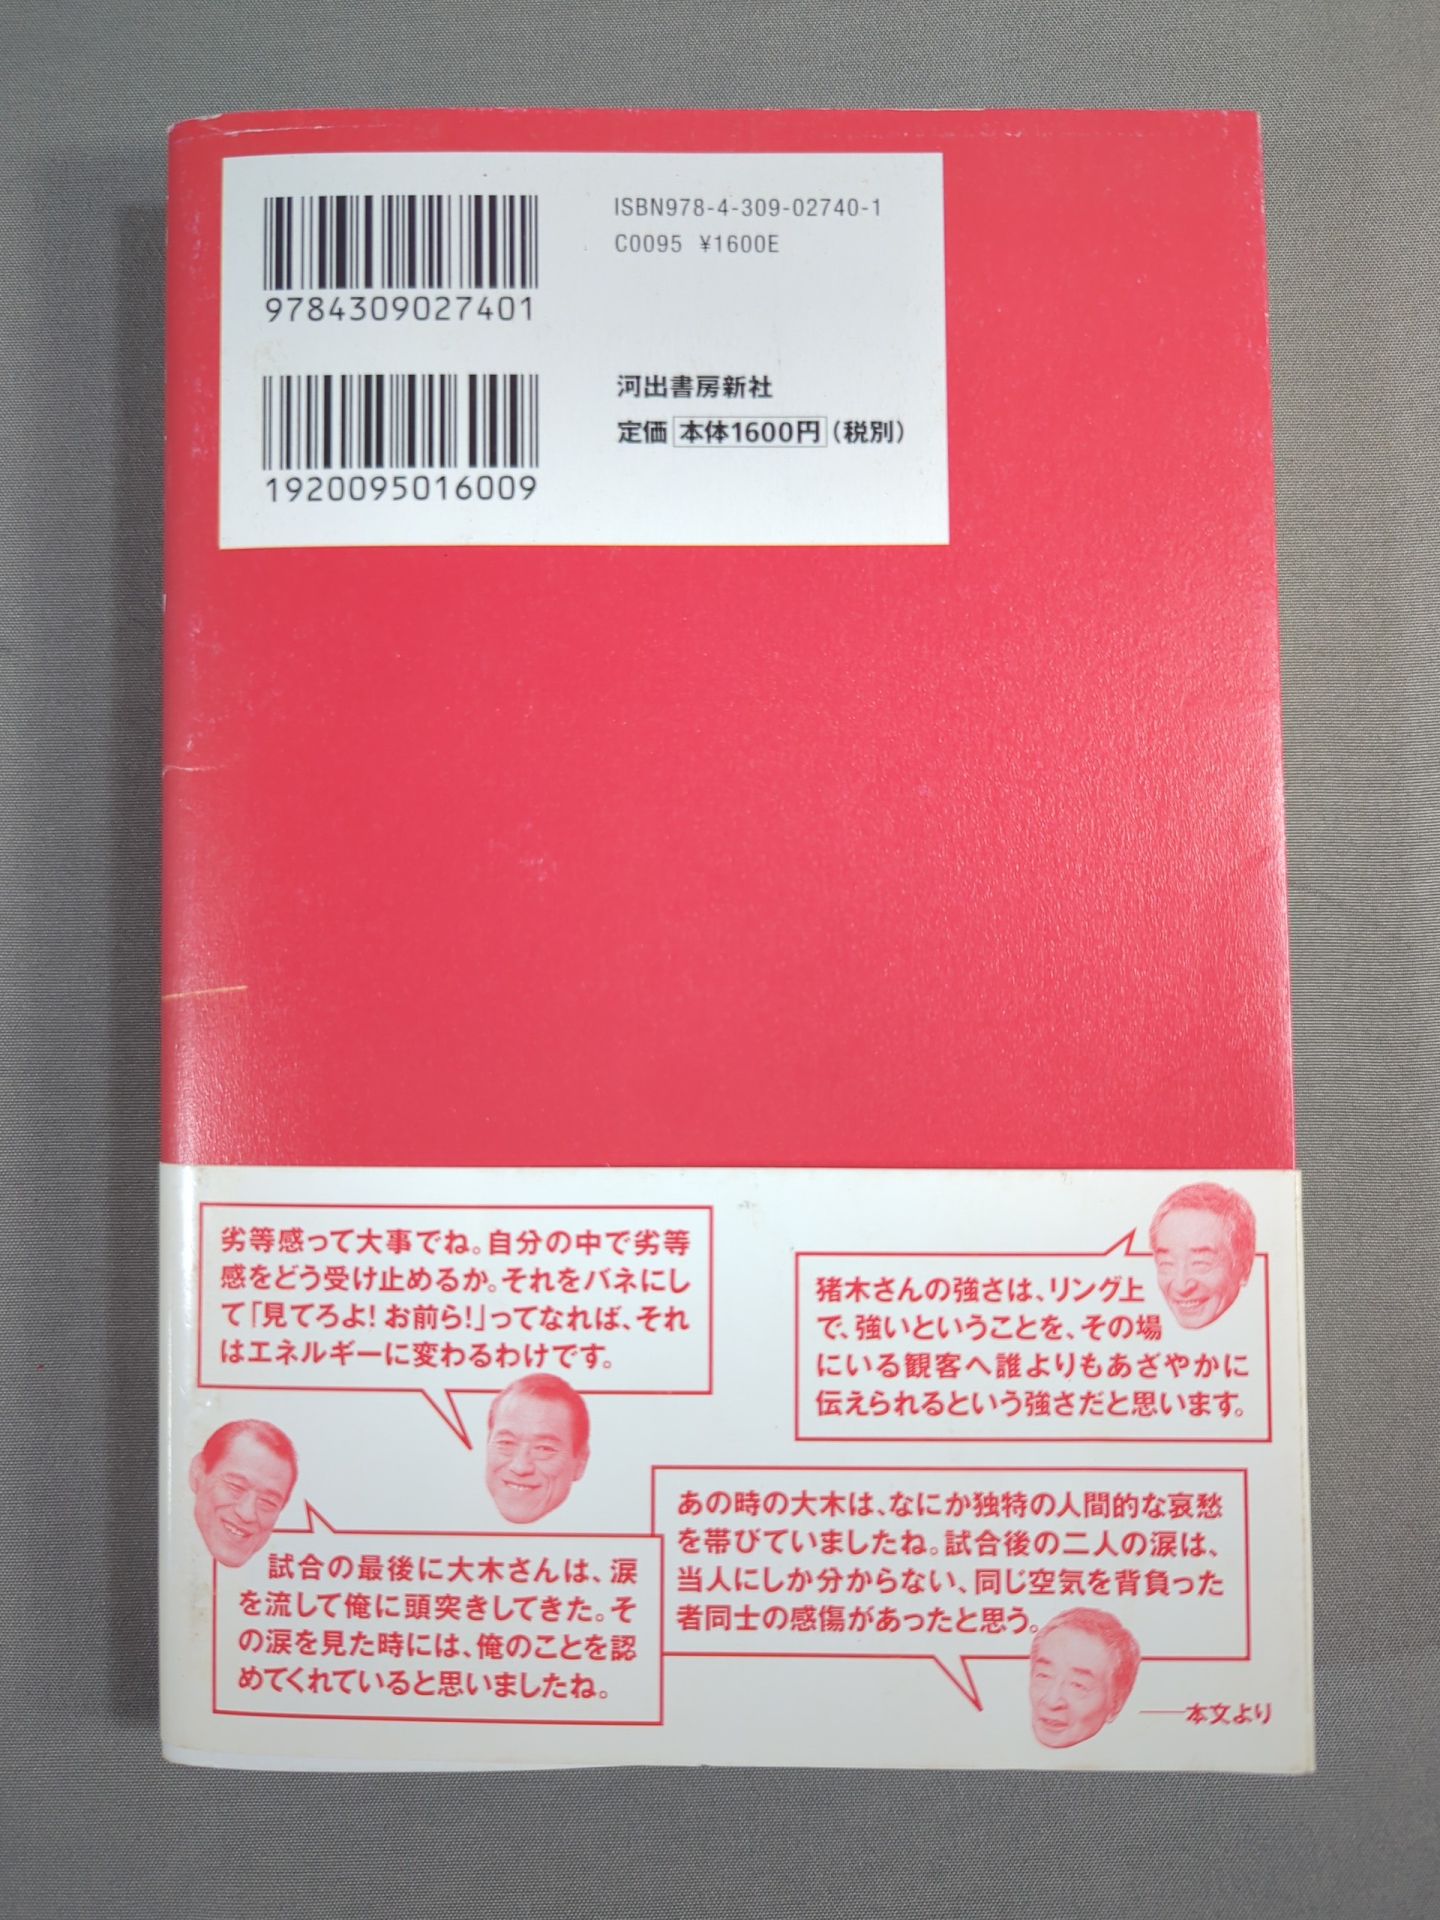 ISBN978-4-309-02740-1
C0095 ¥1600E
9784309027401
河出書房新社
定価 本体1600円(税別)
1920095016009
劣等感って大事でね。自分の中で劣等
感をどう受け止めるか。それをバネにし
て「見てろよ!お前ら!」ってなれば、それ
はエネルギーに変わるわけです。
猪木さんの強さは、リング上
で、強いということを、その場
にいる観客へ誰よりもあざやかに
伝えられるという強さだと思います。
試合の最後に大木さんは、涙
を流して俺に頭突きしてきた。そ
の涙を見た時には、俺のことを認
めてくれていると思いましたね。
あの時の大木は、なにか独特の人間的な哀愁
を帯びていましたね。試合後の二人の涙は、
当人にしか分からない、同じ空気を背負った
者同士の感傷があったと思う。
——本文より